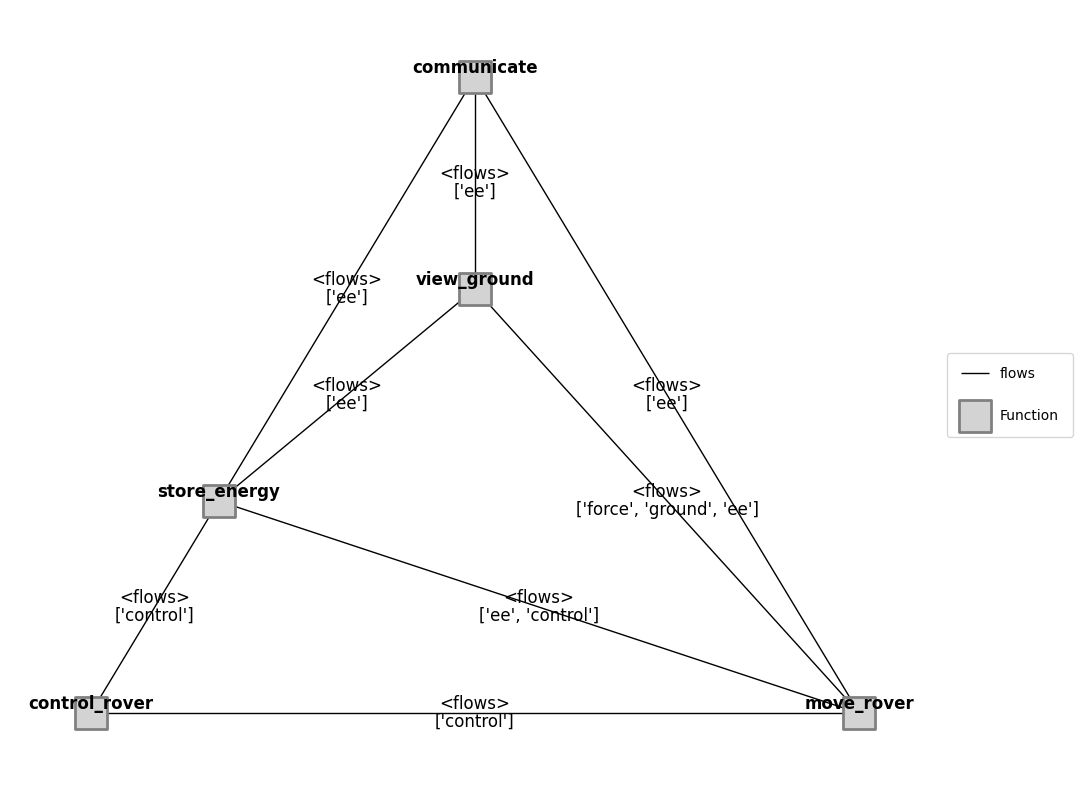 communicate
<flows>
['ee']
view_ground
<flows>
['ee']
<flows>
['ee']
<flows>
['ee']
flows
Function
store_energy
<flows>
['force', 'ground', 'ee']
<flows>
['control']
<flows>
['ee', 'control']
control_rover
<flows>
['control']
move_rover